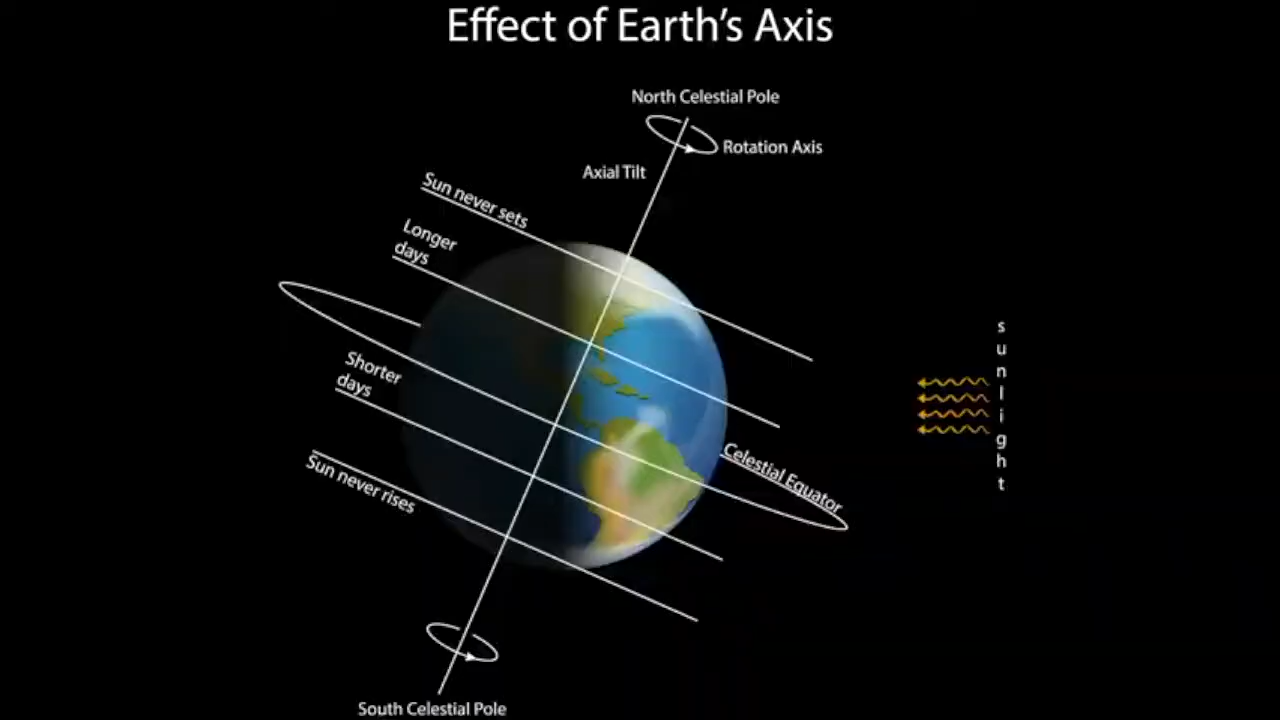 Effect of Earth's Axis
North Celestial Pole
Rotation Axis
Axial Tilt
Sun never sets
Longer
days
Shorter
days
Celestial Equator
Sun never rises
South Celestial Pole
sunlight